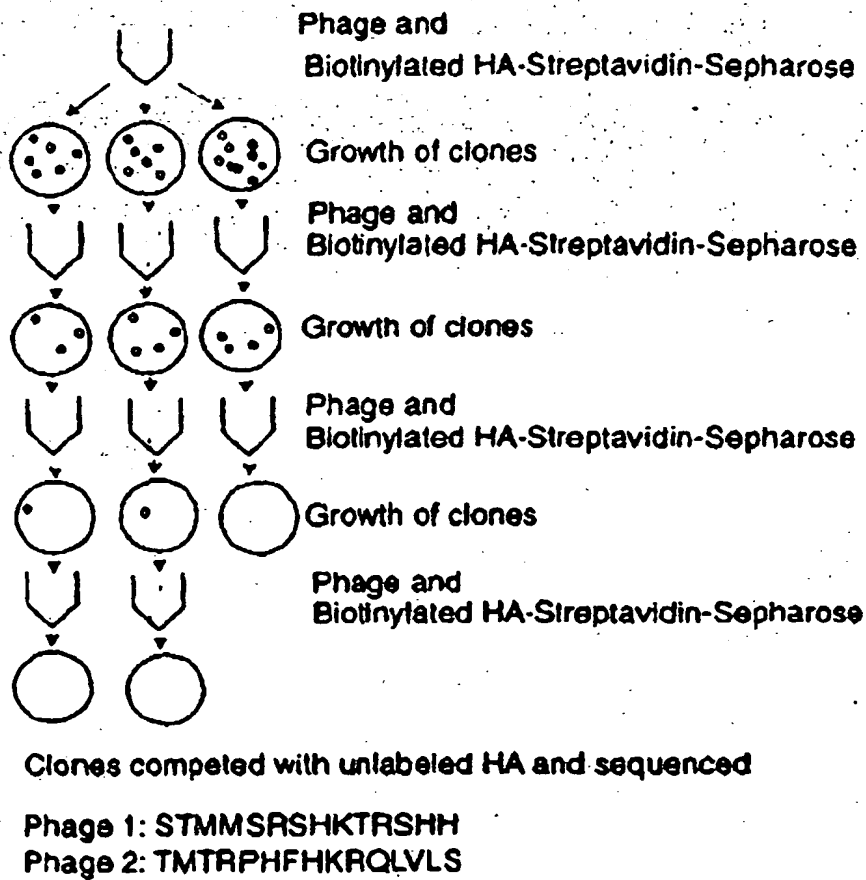 Phage and
Biotinylated HA-Streptavidin-Sepharose
Growth of clones
Phage and
Biotinylated HA-Streptavidin-Sepharose
Growth of clones
Phage and
Biotinylated HA-Streptavidin-Sepharose
Growth of clones
Phage and
Biotinylated HA-Streptavidin-Sepharose
Clones competed with unlabeled HA and sequenced
Phage 1: STMMSRSHKTRSHH
Phage 2: TMTRPHFHKRQLVLS